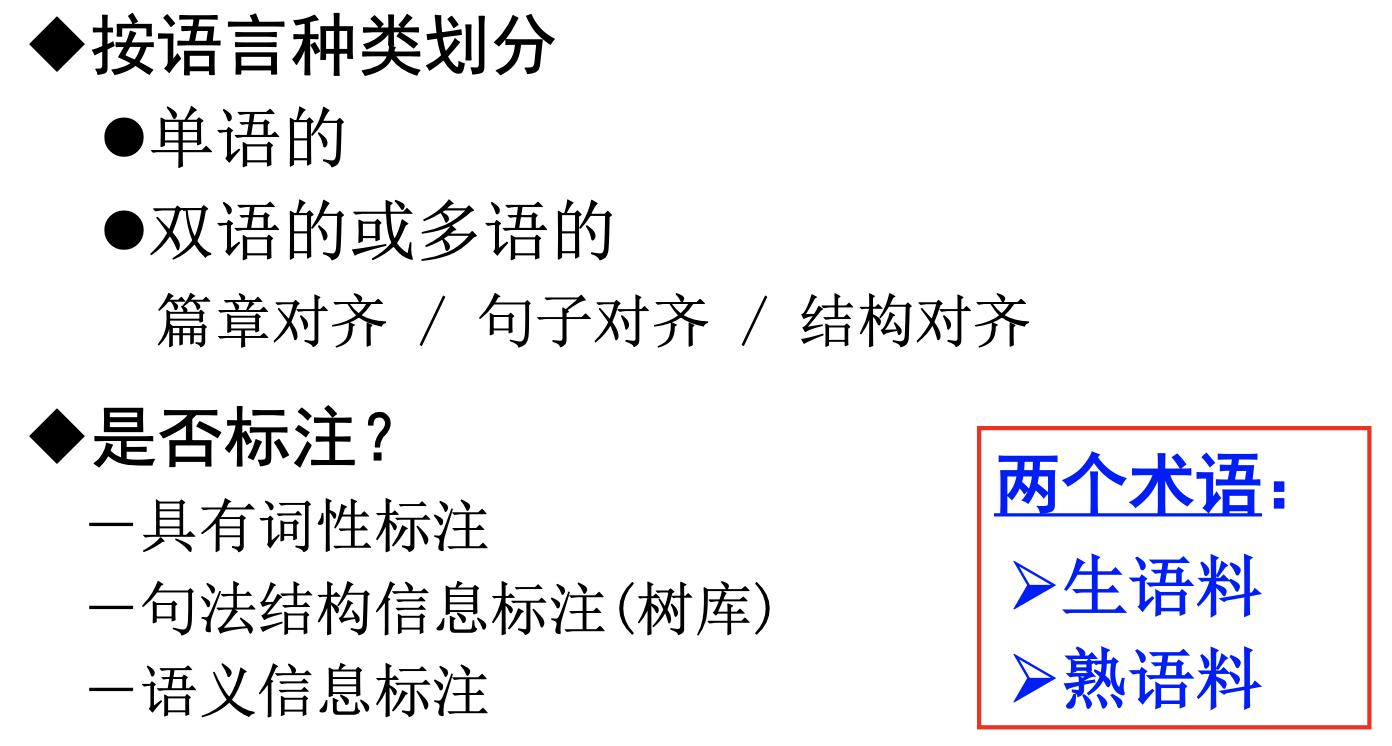 ◆按语言种类划分
●单语的
●双语的或多语的
篇章对齐 / 句子对齐 / 结构对齐
◆是否标注?
－具有词性标注
－句法结构信息标注(树库)
－语义信息标注
两个术语:
➢生语料
➢熟语料